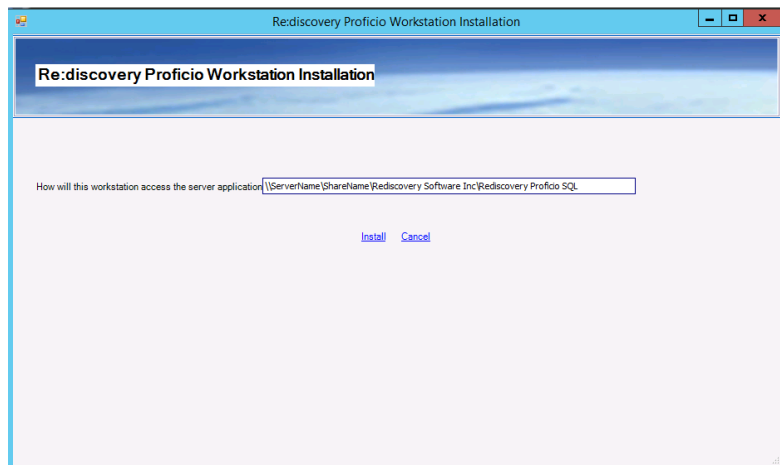 Re:discovery Proficio Workstation Installation
Re:discovery Proficio Workstation Installation
How will this workstation access the server application \\ServerName\ShareName\Rediscovery Software Inc\Rediscovery Proficio SQL
Install Cancel